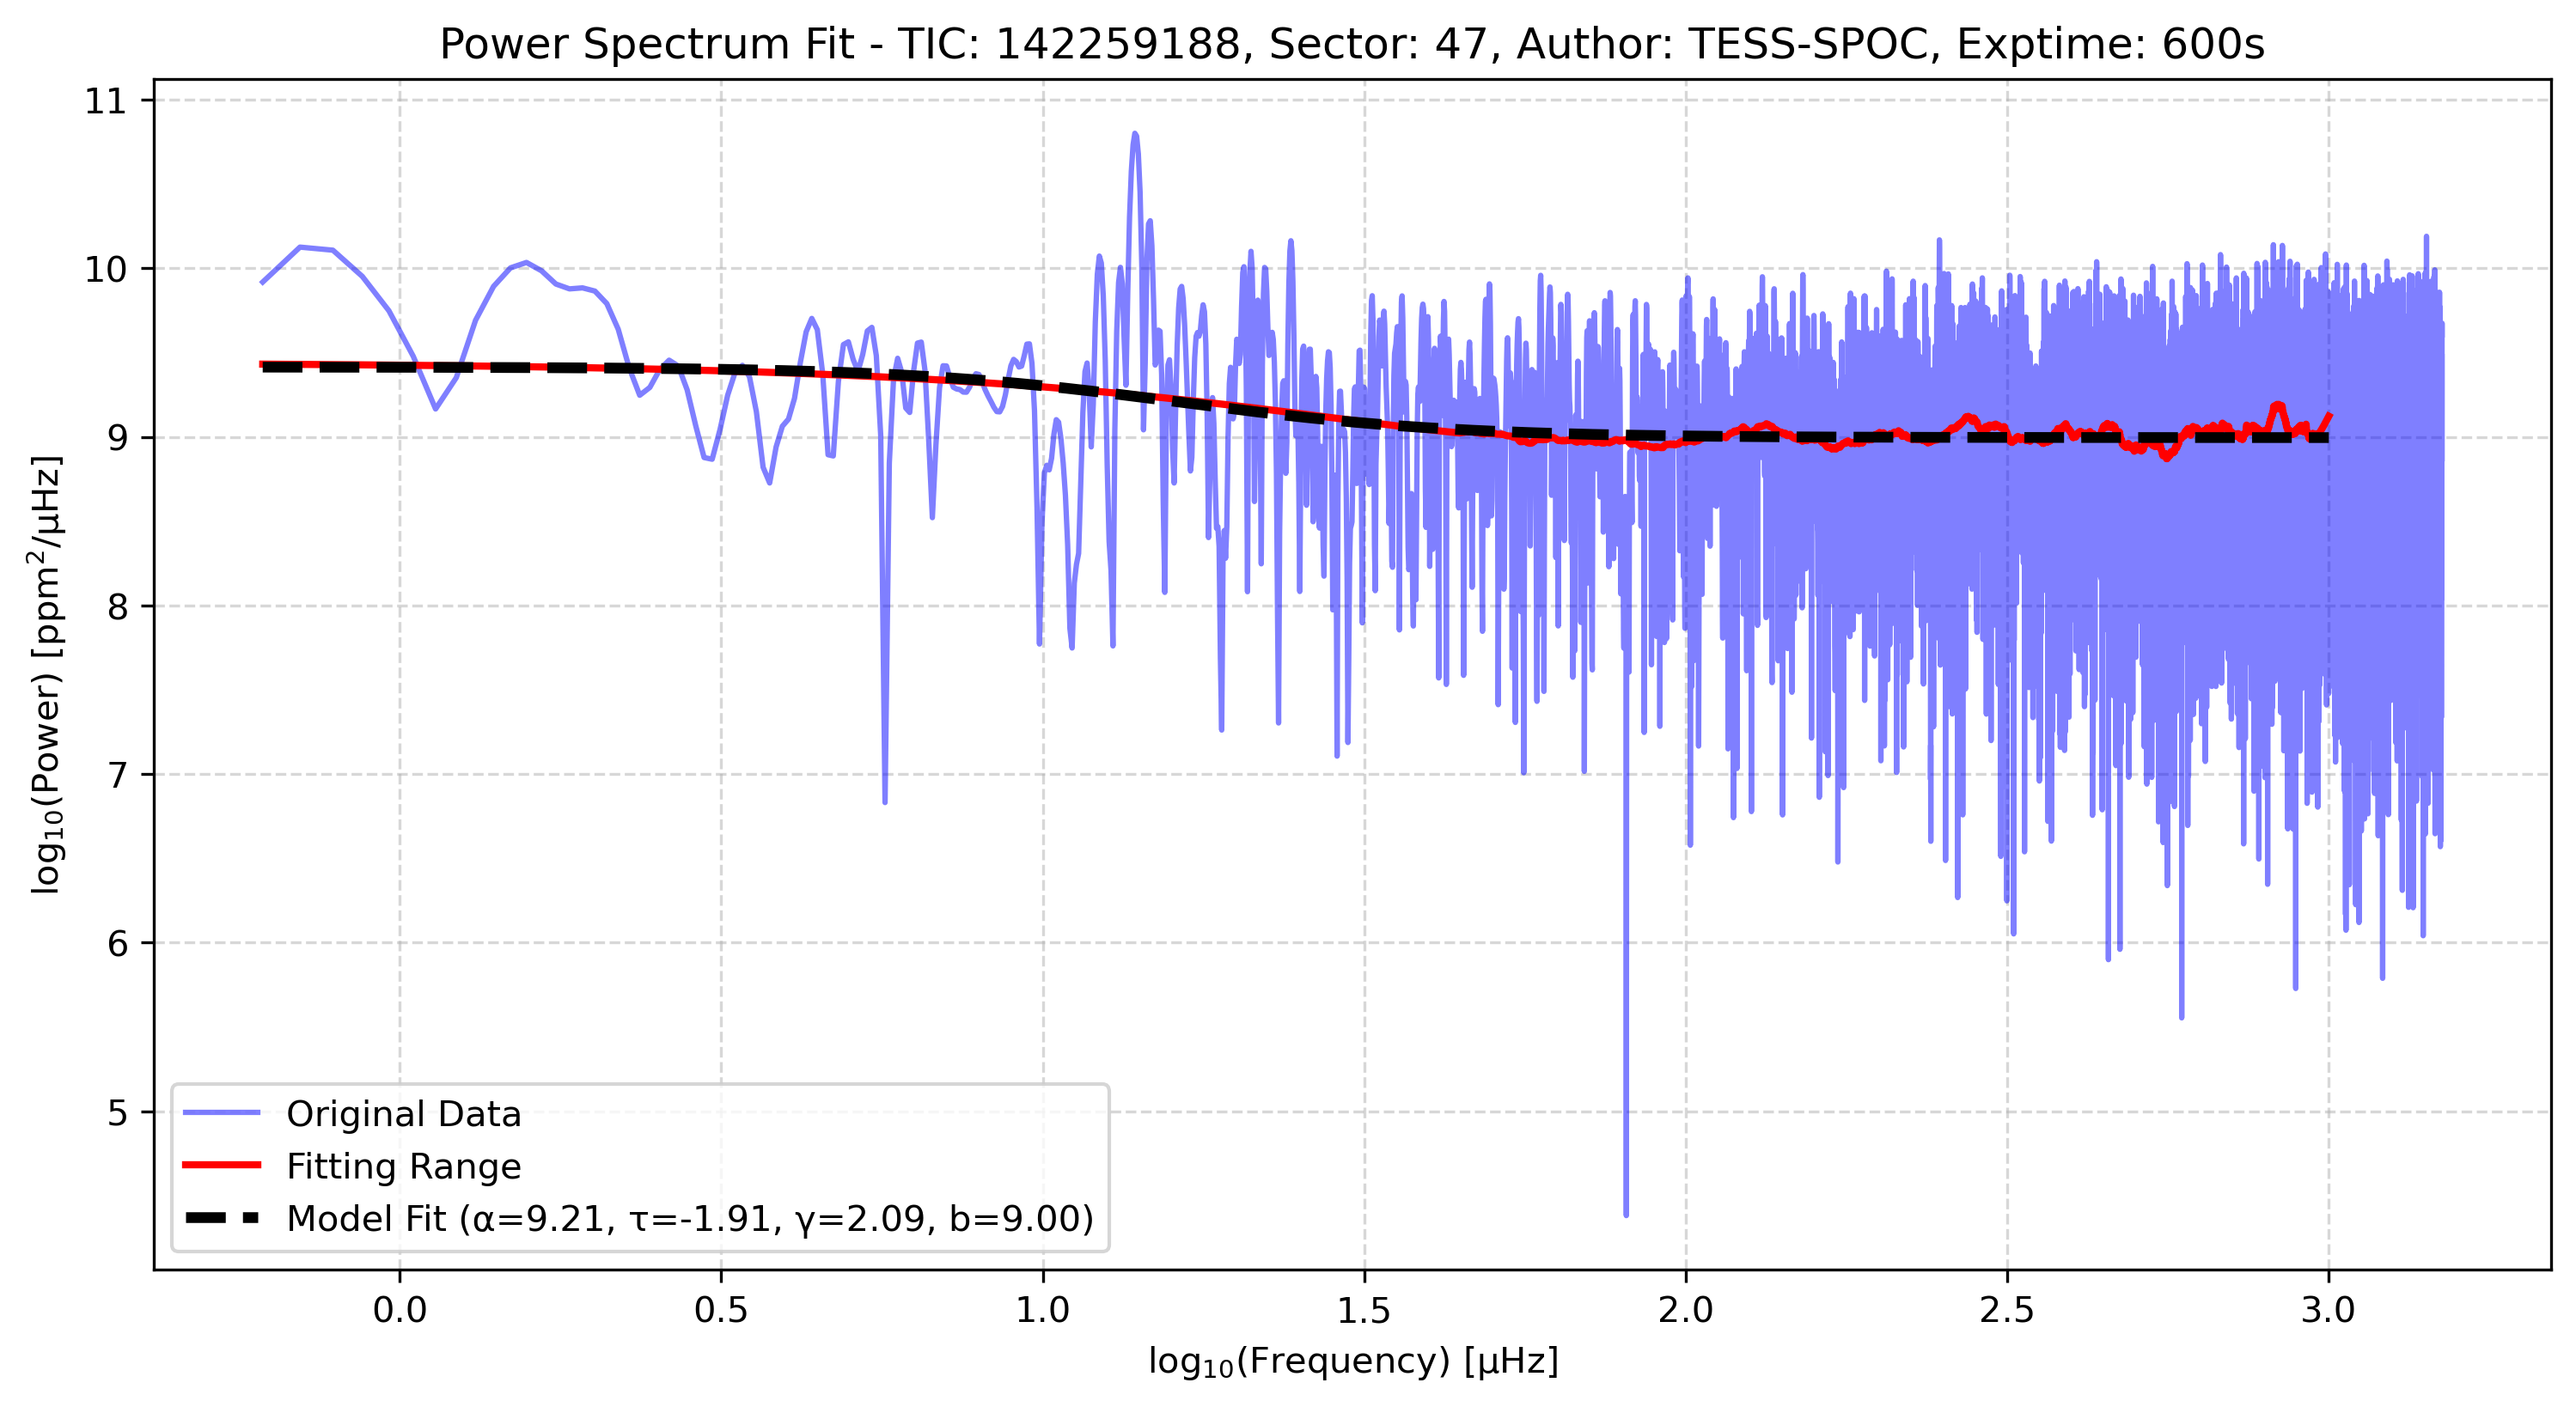 Power Spectrum Fit - TIC: 142259188, Sector: 47, Author: TESS-SPOC, Exptime: 600s
log₁₀(Power) [ppm²/μHz]
11
10
9
8
7
6
5
Original Data
Fitting Range
Model Fit (α=9.21, τ=-1.91, γ=2.09, b=9.00)
0.0 0.5 1.0 1.5 2.0 2.5 3.0
log₁₀(Frequency) [μHz]